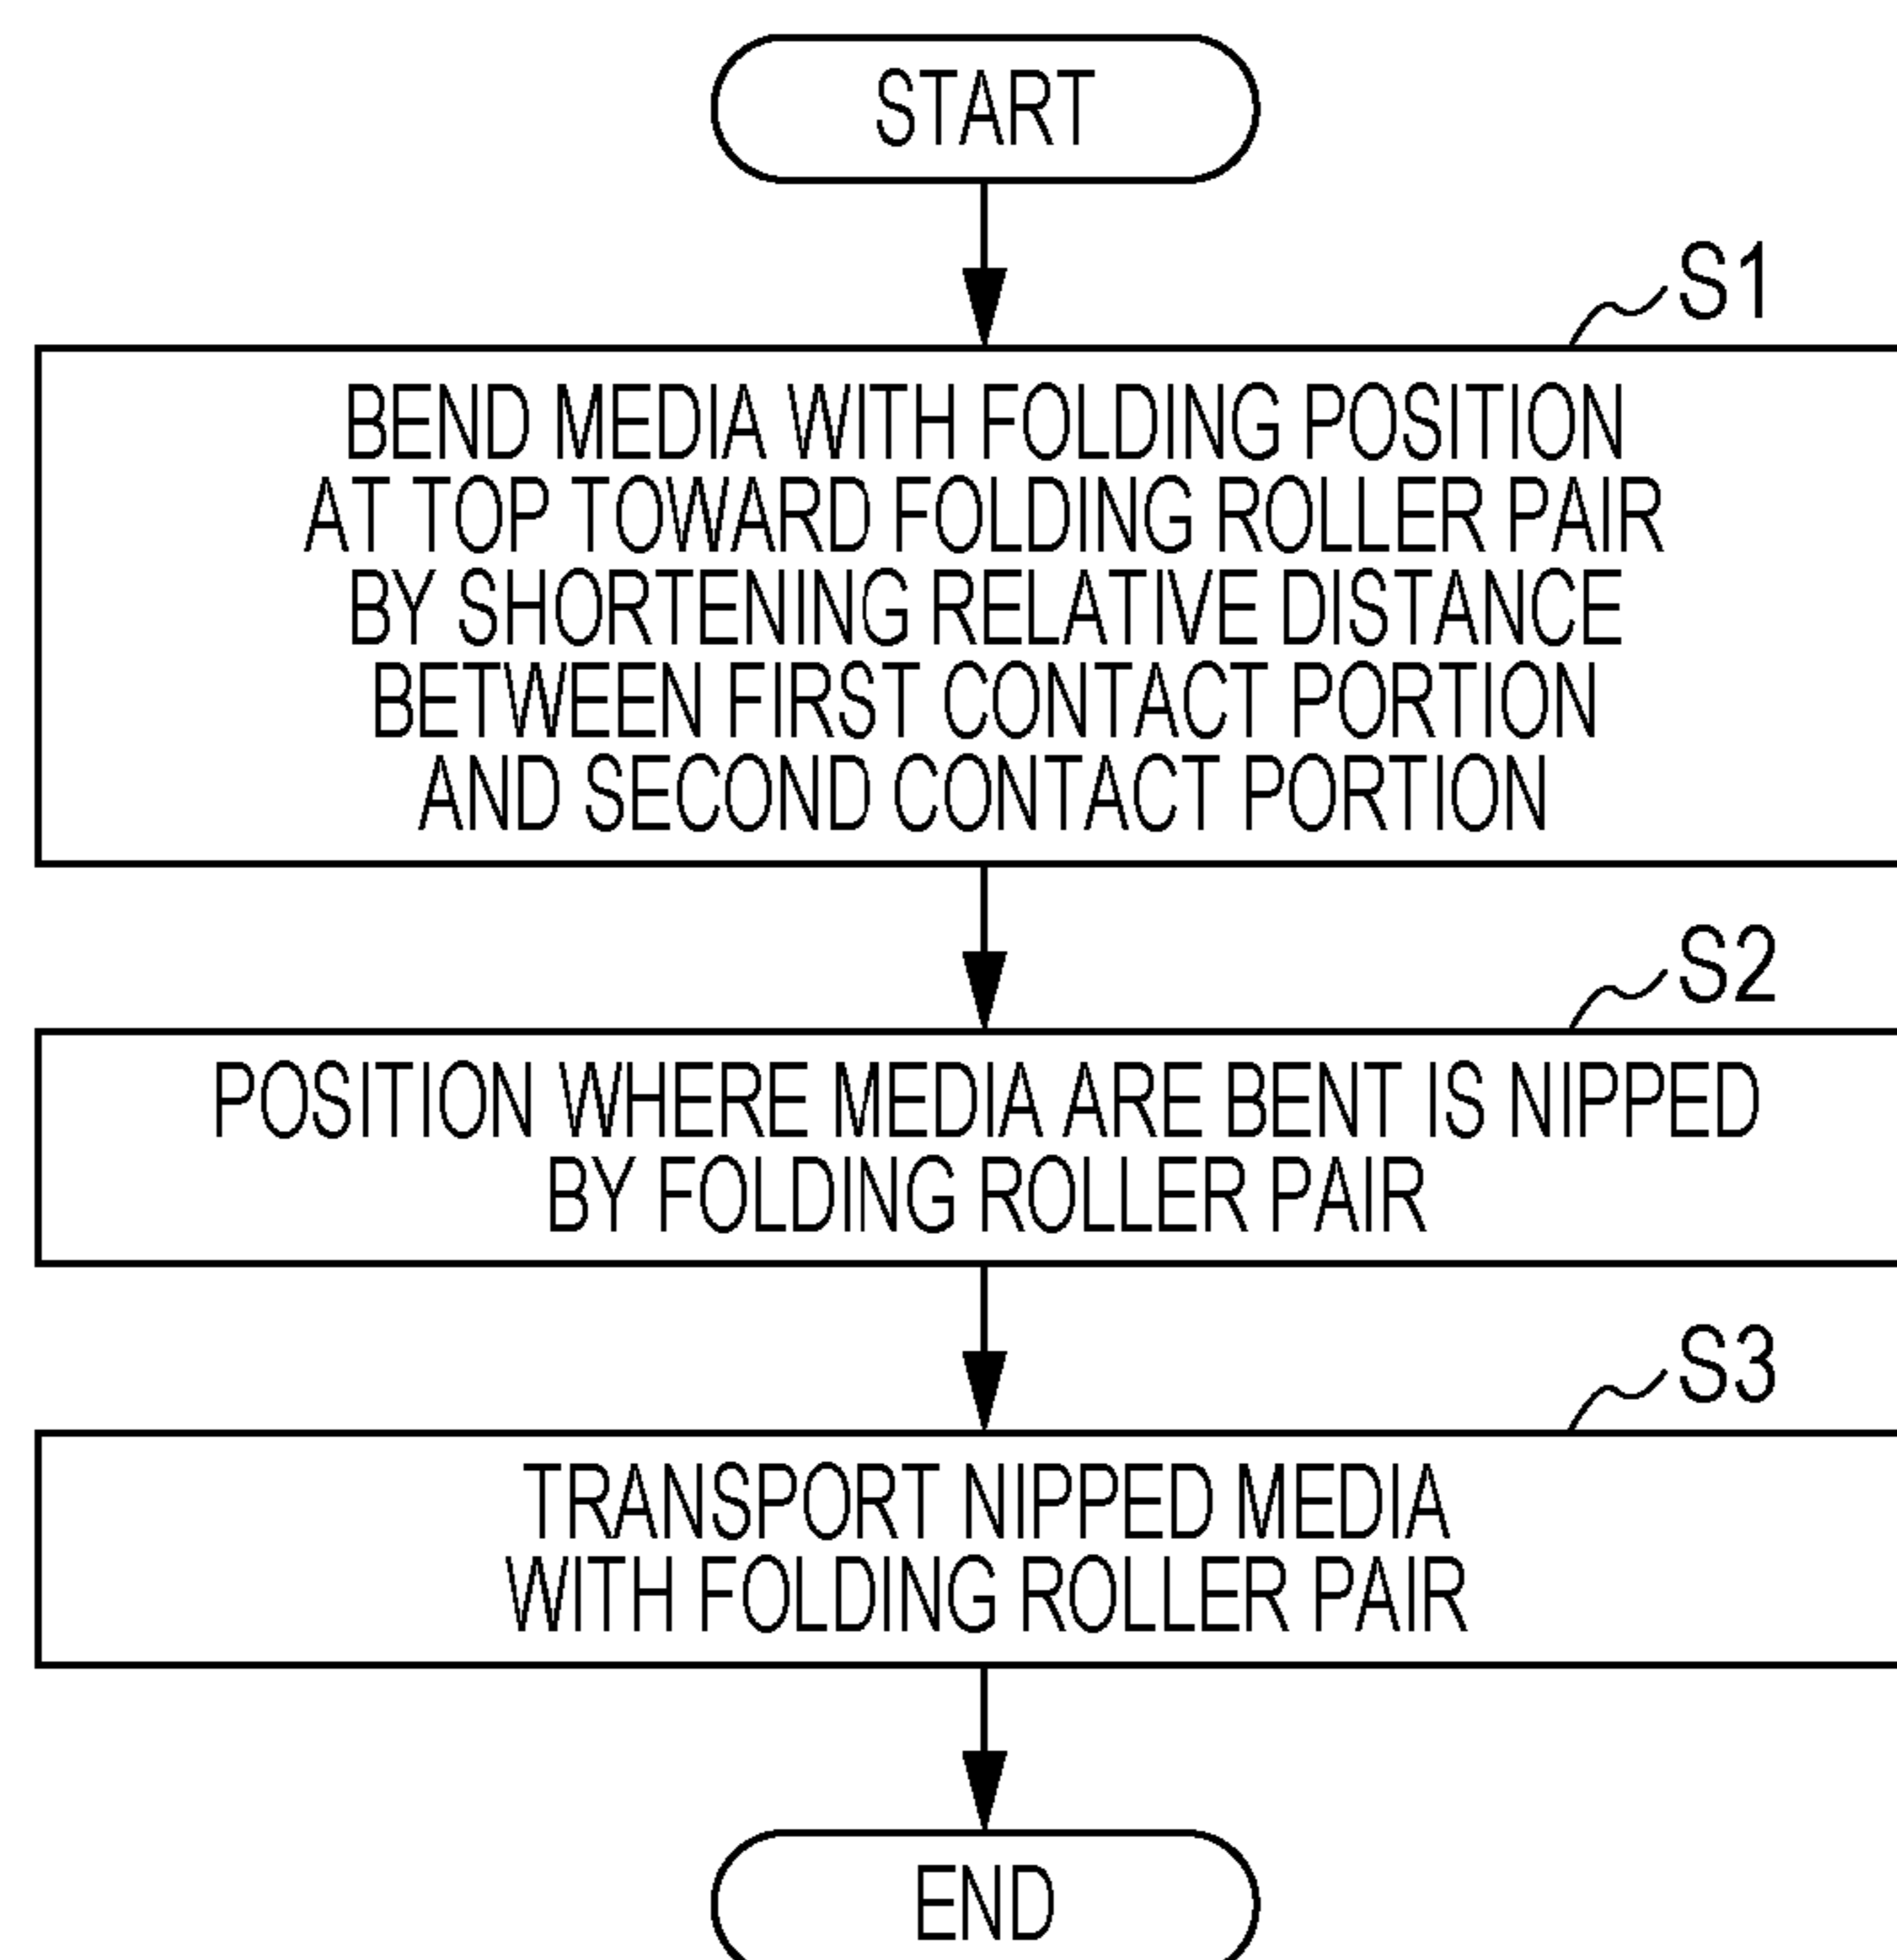 START
S1
BEND MEDIA WITH FOLDING POSITION
AT TOP TOWARD FOLDING ROLLER PAIR
BY SHORTENING RELATIVE DISTANCE
BETWEEN FIRST CONTACT PORTION
AND SECOND CONTACT PORTION
S2
POSITION WHERE MEDIA ARE BENT IS NIPPED
BY FOLDING ROLLER PAIR
S3
TRANSPORT NIPPED MEDIA
WITH FOLDING ROLLER PAIR
END